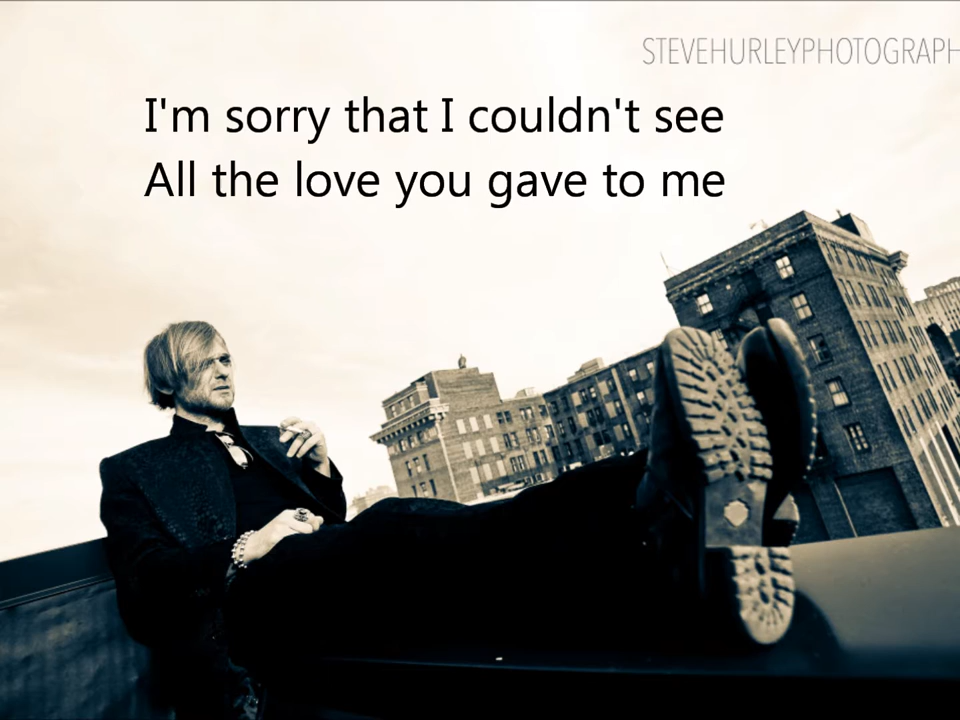 STEVEHURLEYPHOTOGRAPH
I'm sorry that I couldn't see
All the love you gave to me